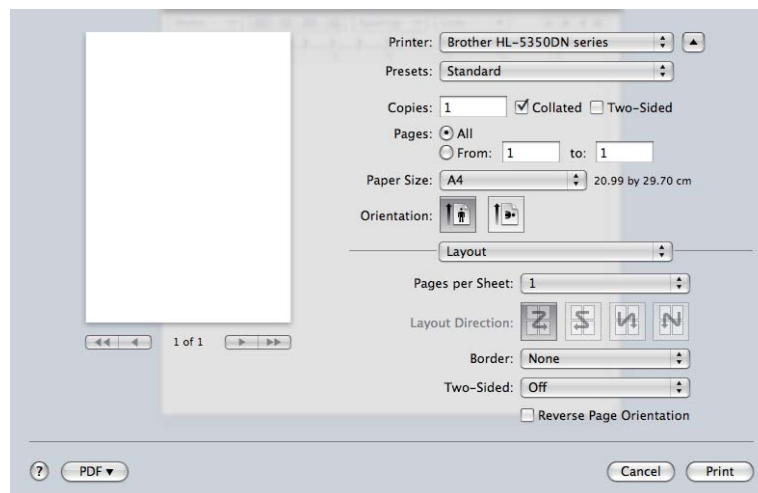 Printer: Brother HL-5350DN series
Presets: Standard
Copies: 1 Collated Two-Sided
Pages: All
From: 1 to: 1
Paper Size: A4 20.99 by 29.70 cm
Orientation:
Layout
Pages per Sheet: 1
Layout Direction:
1 of 1
Border: None
Two-Sided: Off
Reverse Page Orientation
? PDF Cancel Print